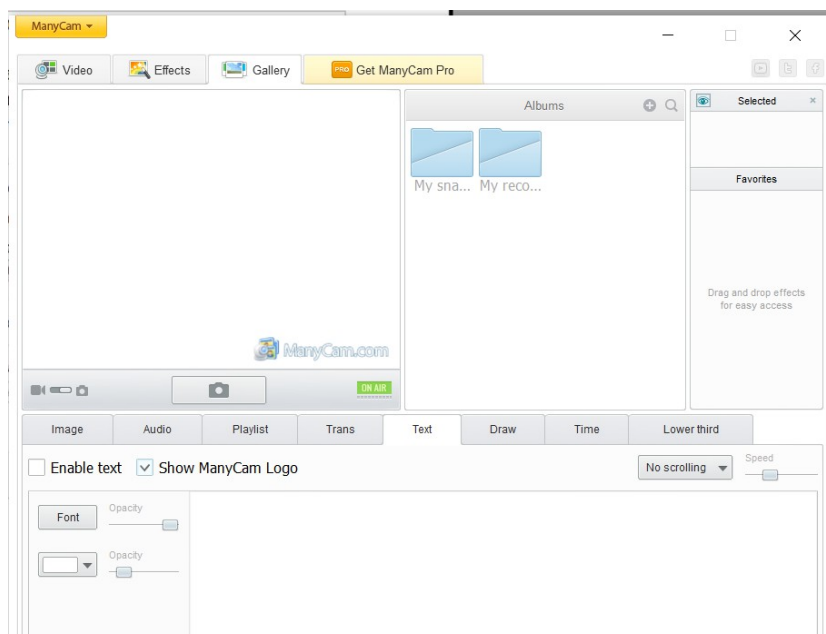 ManyCam
Video
Effects
Gallery
PRO Get ManyCam Pro
Albums
Selected
My sna...
My reco...
Favorites
Drag and drop effects
for easy access
ManyCam.com
ON AIR
Image
Audio
Playlist
Trans
Text
Draw
Time
Lower third
Enable text
Show ManyCam Logo
No scrolling
Speed
Font
Opacity
Opacity